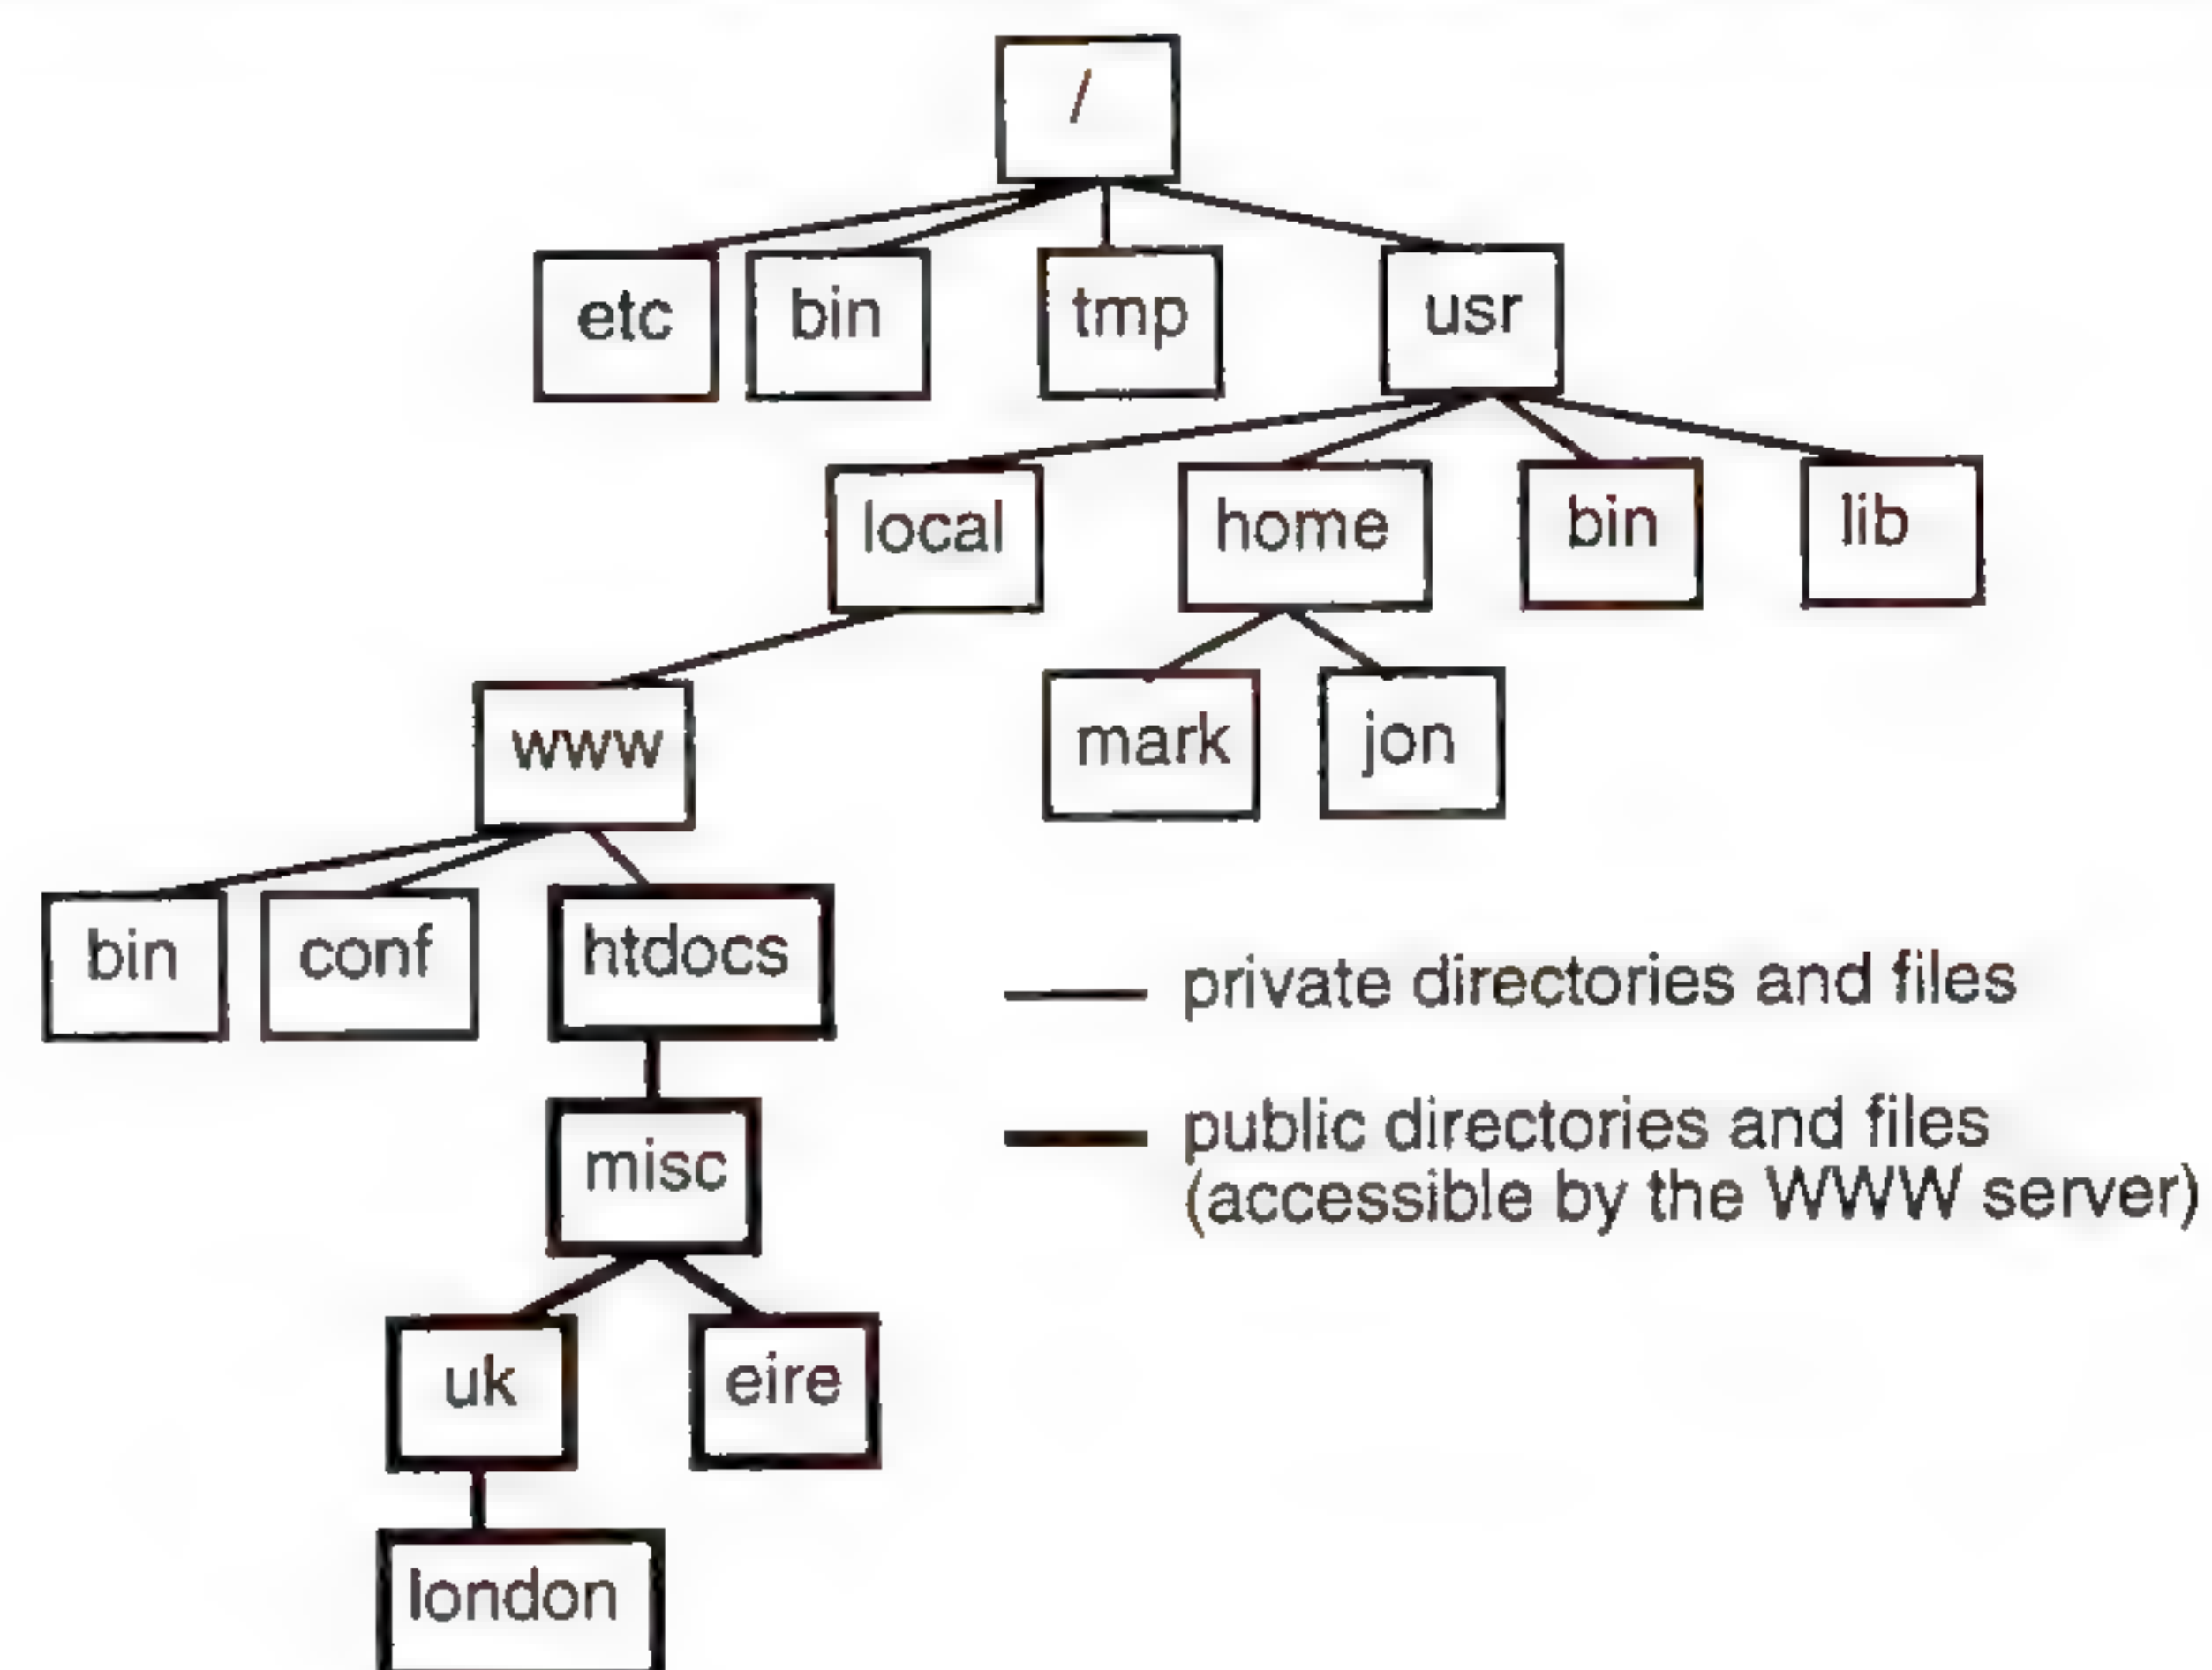 /
etc bin tmp usr
local home bin lib
www mark jon
bin conf htdocs
private directories and files
misc
public directories and files
(accessible by the WWW server)
uk eire
london